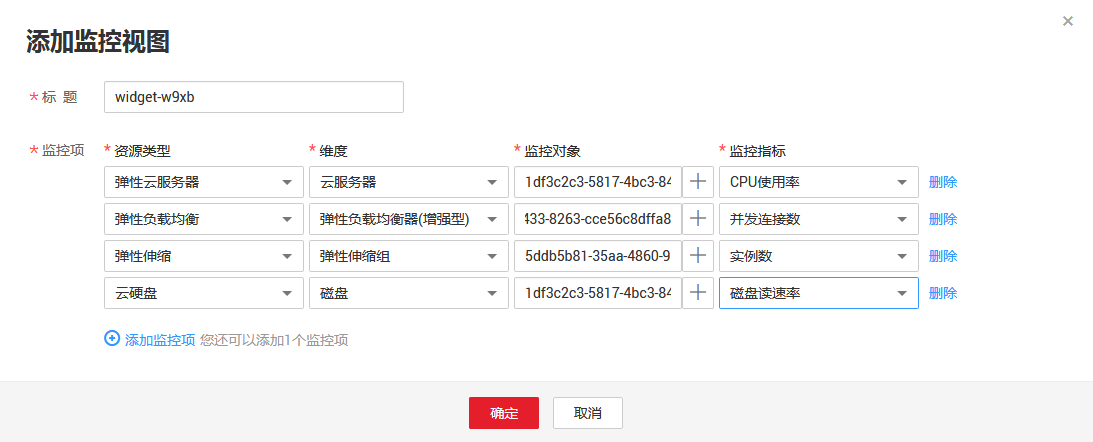 添加监控视图
* 标 题 widget-w9xb
* 监控项 * 资源类型 * 维度 * 监控对象 * 监控指标
弹性云服务器 云服务器 1df3c2c3-5817-4bc3-84 CPU使用率 删除
弹性负载均衡 弹性负载均衡器(增强型) 433-8263-cce56c8dffa8 并发连接数 删除
弹性伸缩 弹性伸缩组 5ddb5b81-35aa-4860-9 实例数 删除
云硬盘 磁盘 1df3c2c3-5817-4bc3-84 磁盘读速率 删除
添加监控项 您还可以添加1个监控项
确定 取消